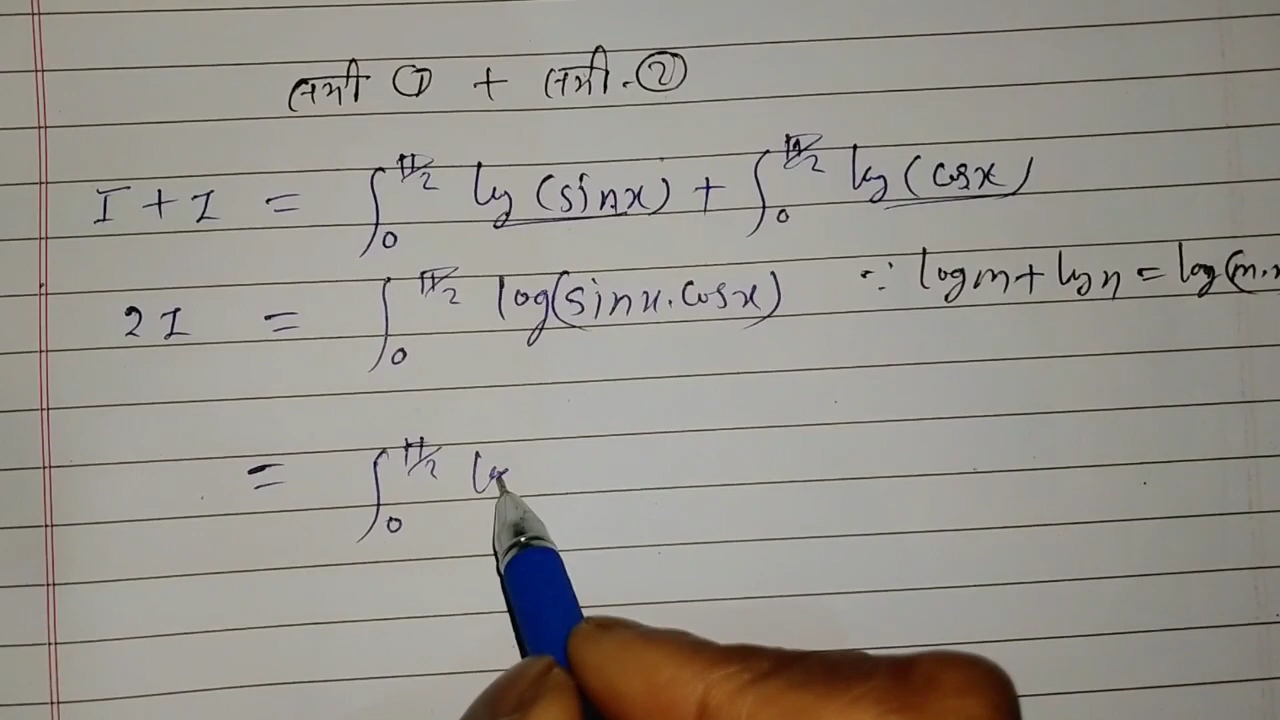 समी ① + समी. ②
I + I = ∫₀^π/2 log (sinx) + ∫₀^π/2 log (cosx)
2I = ∫₀^π/2 log(sinx.cosx) ∵ logm + logn = log(m.n
= ∫₀^π/2 log